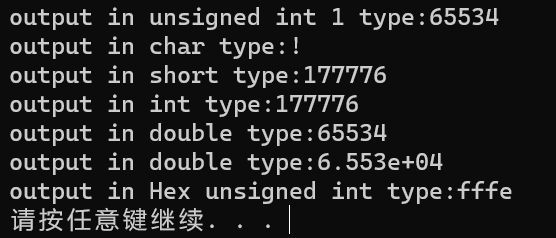 output in unsigned int 1 type:65534
output in char type:!
output in short type:177776
output in int type:177776
output in double type:65534
output in double type:6.553e+04
output in Hex unsigned int type:fffe
请按任意键继续. . .